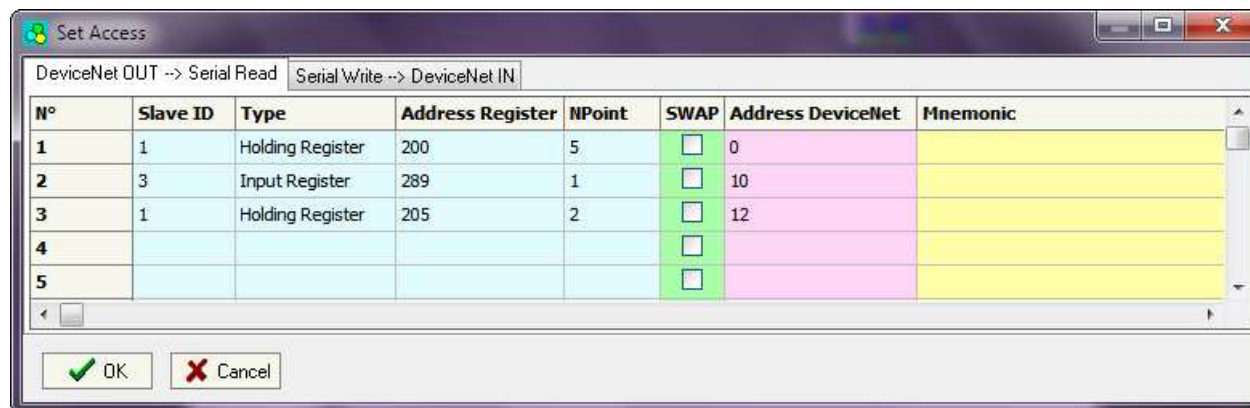 Set Access
DeviceNet OUT --> Serial Read Serial Write --> DeviceNet IN
N° Slave ID Type Address Register NPoint SWAP Address DeviceNet Mnemonic
1 1 Holding Register 200 5 0
2 3 Input Register 289 1 10
3 1 Holding Register 205 2 12
4
5
OK Cancel